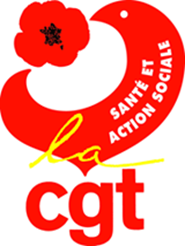 SANTÉ ET
ACTION SOCIALE
la
cgt